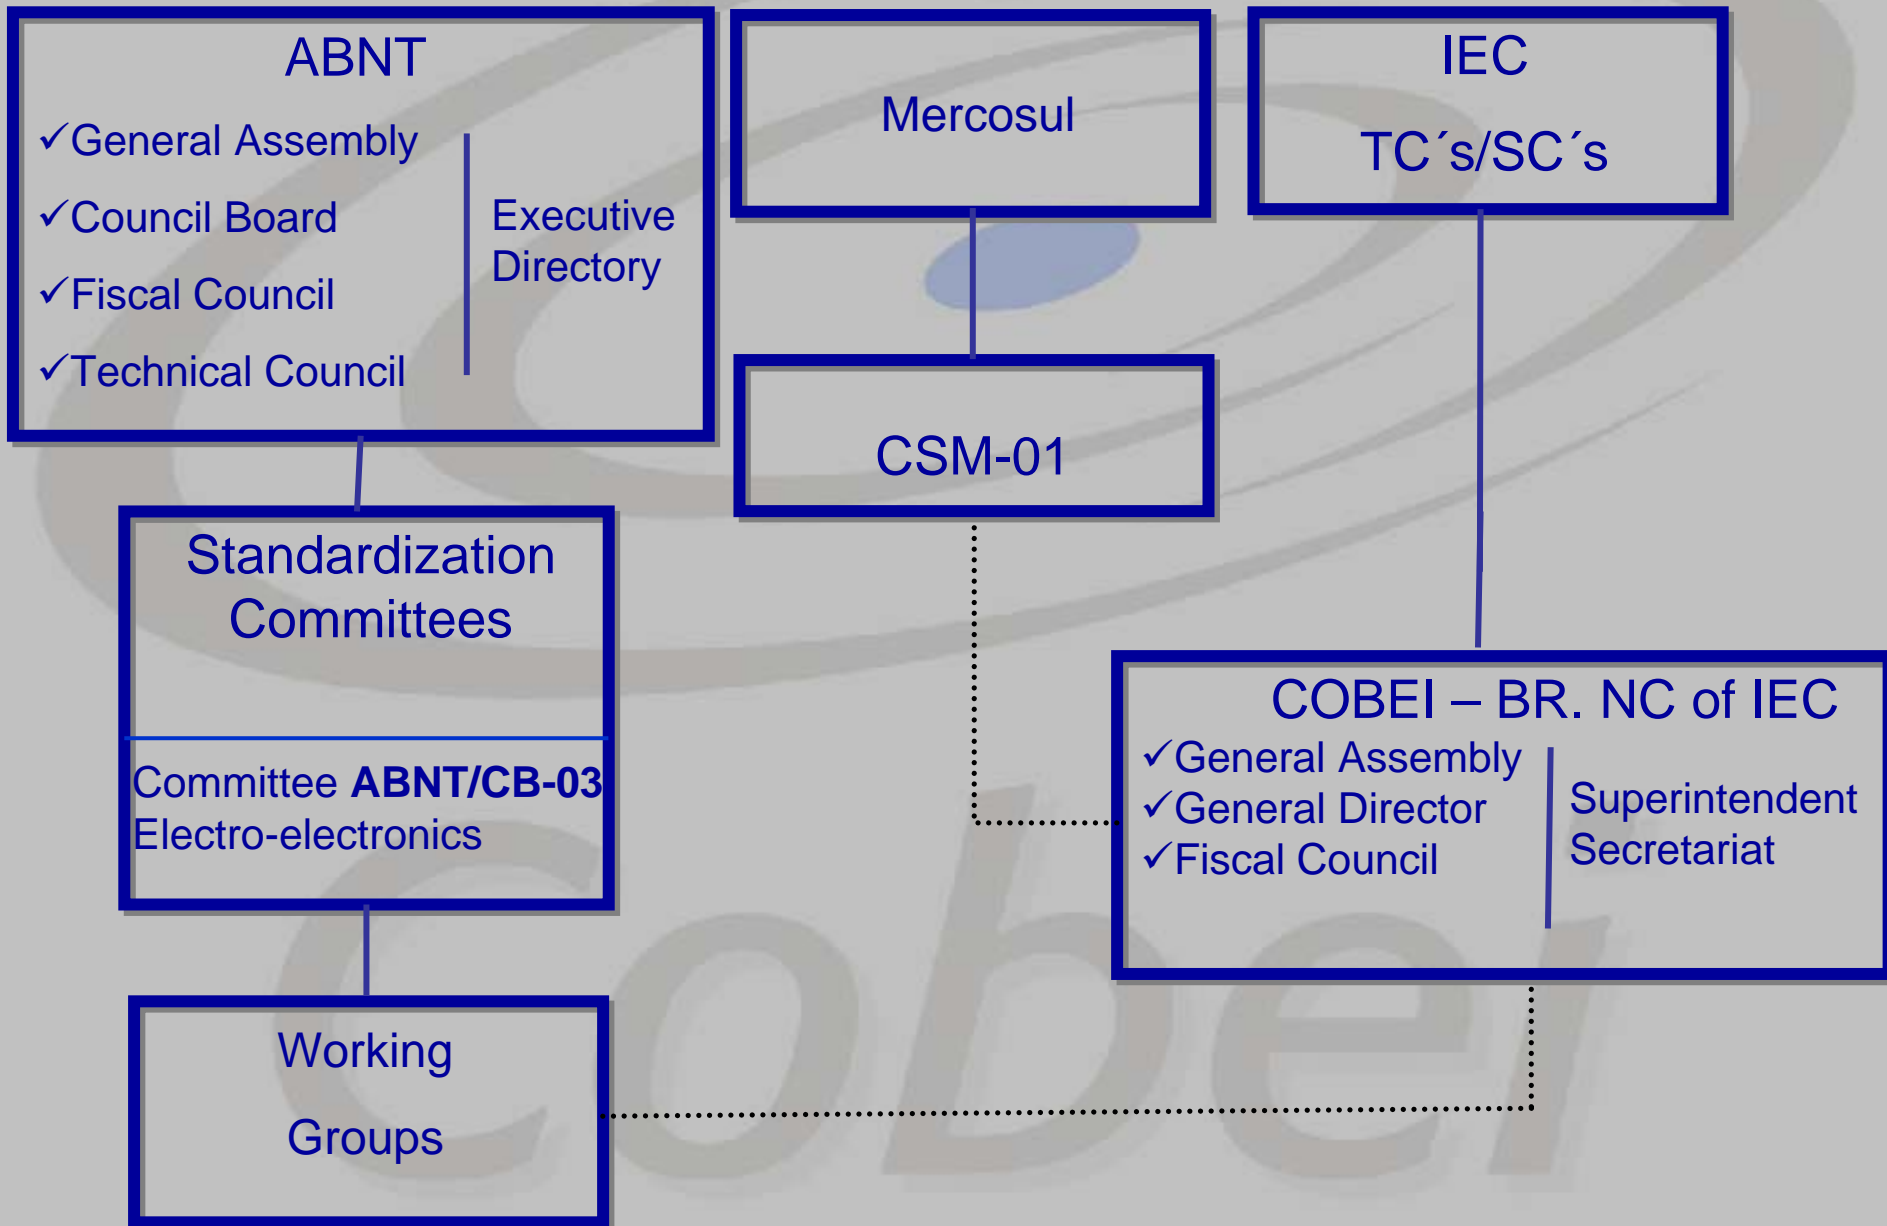 ABNT
✓General Assembly
✓Council Board
✓Fiscal Council
✓Technical Council
Executive
Directory
Mercosul
IEC
TC´s/SC´s
CSM-01
Standardization
Committees
Committee ABNT/CB-03
Electro-electronics
COBEI – BR. NC of IEC
✓General Assembly
✓General Director
✓Fiscal Council
Superintendent
Secretariat
Working
Groups
Cobei